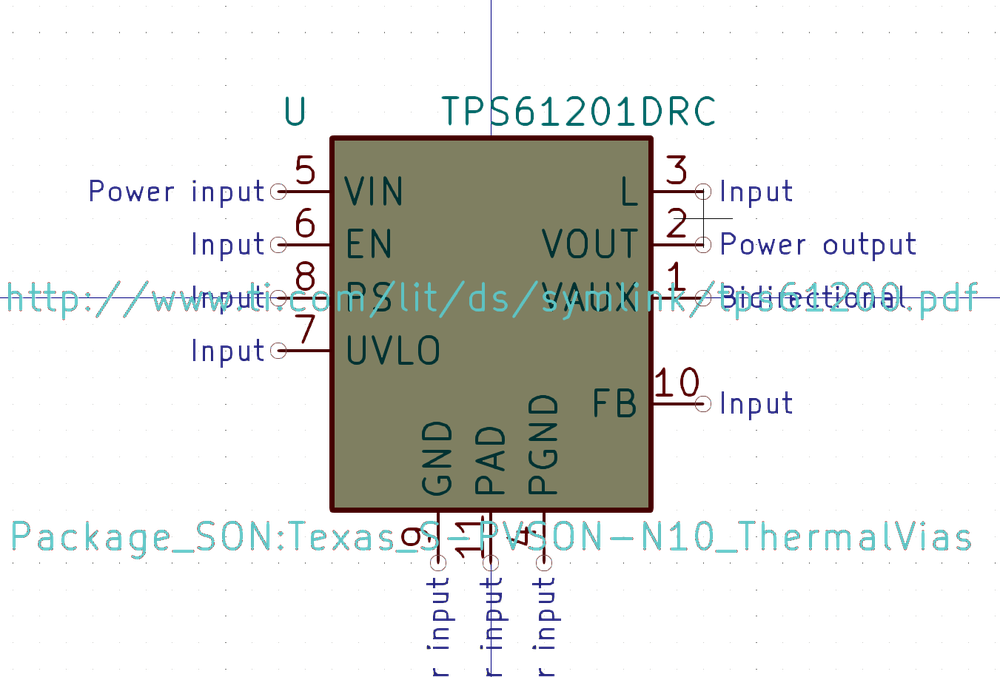 U TPS61201DRC
5 3
Power input VIN L Input
6 2
Input EN VOUT Power output
8 1
Input PS VAUX Bidirectional
http://www.ti.com/lit/ds/symlink/tps61200.pdf
7
Input UVLO
10
FB Input
GND PAD PGND
9 11 4
Package_SON:Texas_S-PVSON-N10_ThermalVias
r input r input r input